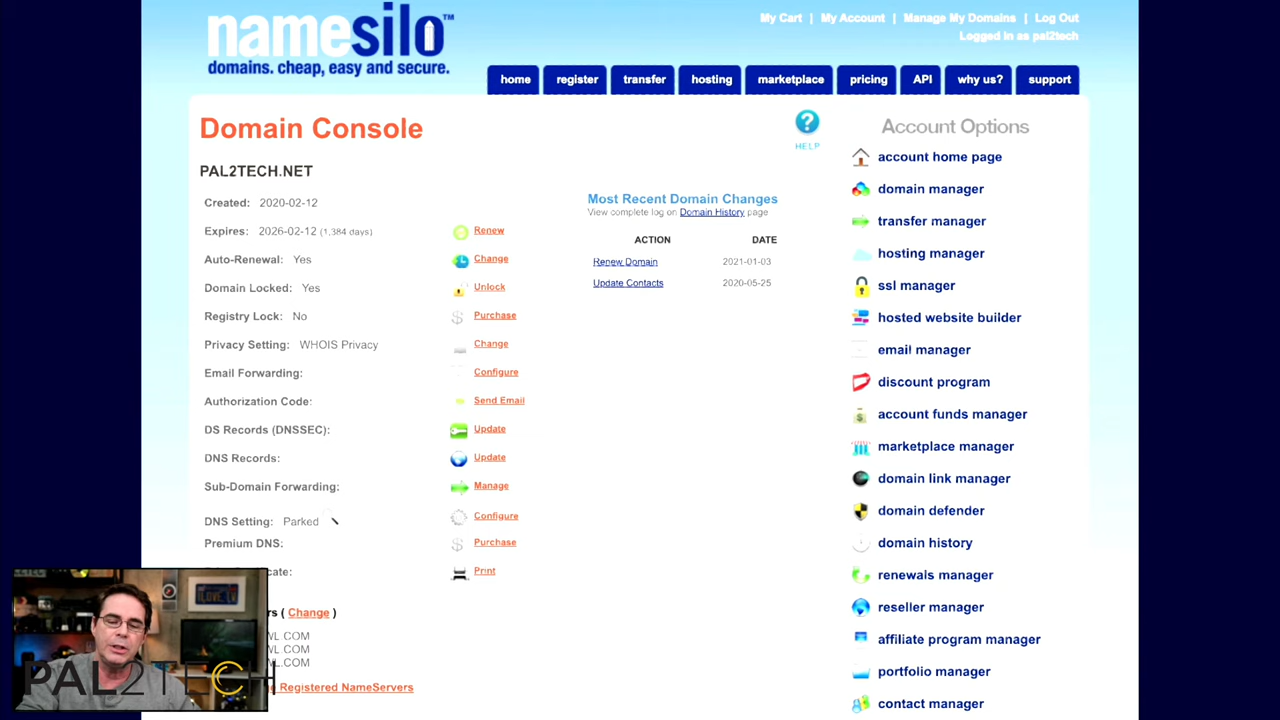 namesilo™
domains. cheap, easy and secure.
My Cart | My Account | Manage My Domains | Log Out
Logged in as pal2tech
home register transfer hosting marketplace pricing API why us? support
Domain Console
HELP
PAL2TECH.NET
Created: 2020-02-12
Expires: 2026-02-12 (1,384 days) Renew
Auto-Renewal: Yes Change
Domain Locked: Yes Unlock
Registry Lock: No Purchase
Privacy Setting: WHOIS Privacy Change
Email Forwarding: Configure
Authorization Code: Send Email
DS Records (DNSSEC): Update
DNS Records: Update
Sub-Domain Forwarding: Manage
DNS Setting: Parked Configure
Premium DNS: Purchase
Print
( Change )
WL.COM
WL.COM
WL.COM
Registered NameServers
Most Recent Domain Changes
View complete log on Domain History page
ACTION DATE
Renew Domain 2021-01-03
Update Contacts 2020-05-25
Account Options
account home page
domain manager
transfer manager
hosting manager
ssl manager
hosted website builder
email manager
discount program
account funds manager
marketplace manager
domain link manager
domain defender
domain history
renewals manager
reseller manager
affiliate program manager
portfolio manager
contact manager
PAL2TECH